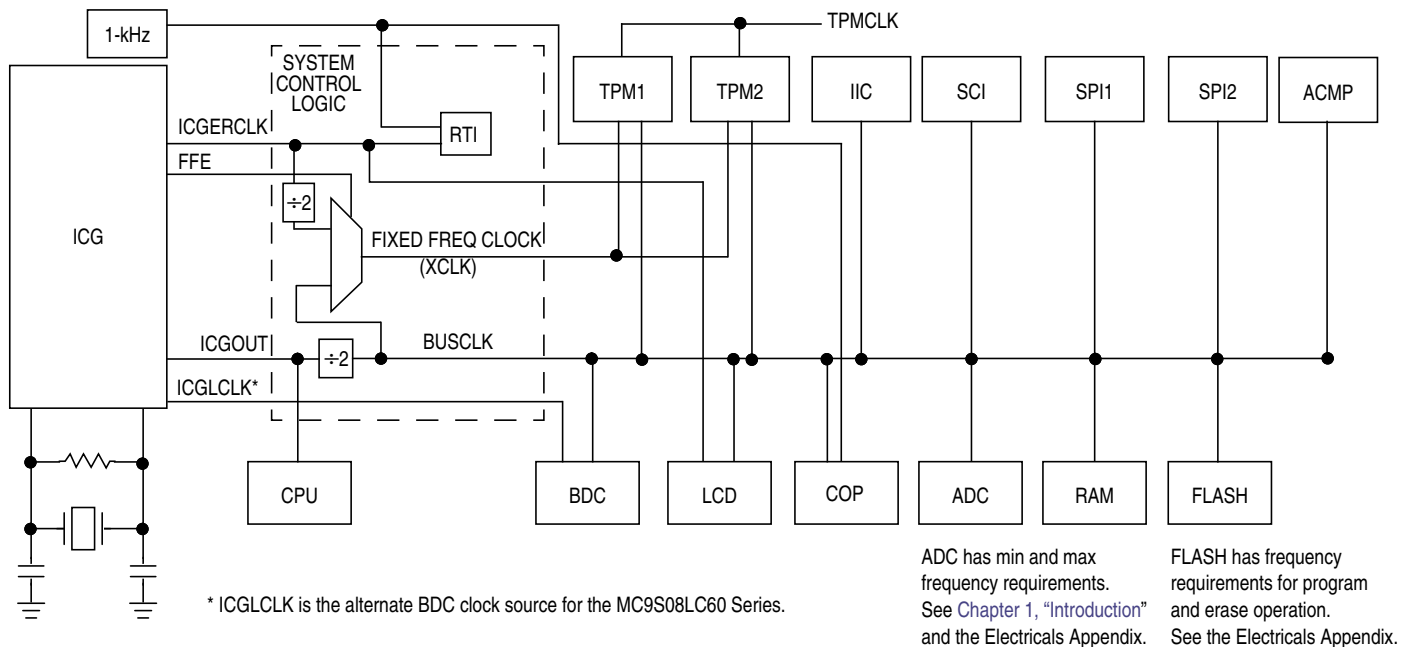 TPMCLK
1-kHz
SYSTEM
CONTROL
LOGIC
TPM1
TPM2
IIC
SCI
SPI1
SPI2
ACMP
ICGERCLK
RTI
FFE
÷2
ICG
FIXED FREQ CLOCK
(XCLK)
ICGOUT
÷2
BUSCLK
ICGLCLK*
CPU
BDC
LCD
COP
ADC
RAM
FLASH
ADC has min and max
frequency requirements.
See Chapter 1, “Introduction”
and the Electricals Appendix.
FLASH has frequency
requirements for program
and erase operation.
See the Electricals Appendix.
* ICGLCLK is the alternate BDC clock source for the MC9S08LC60 Series.